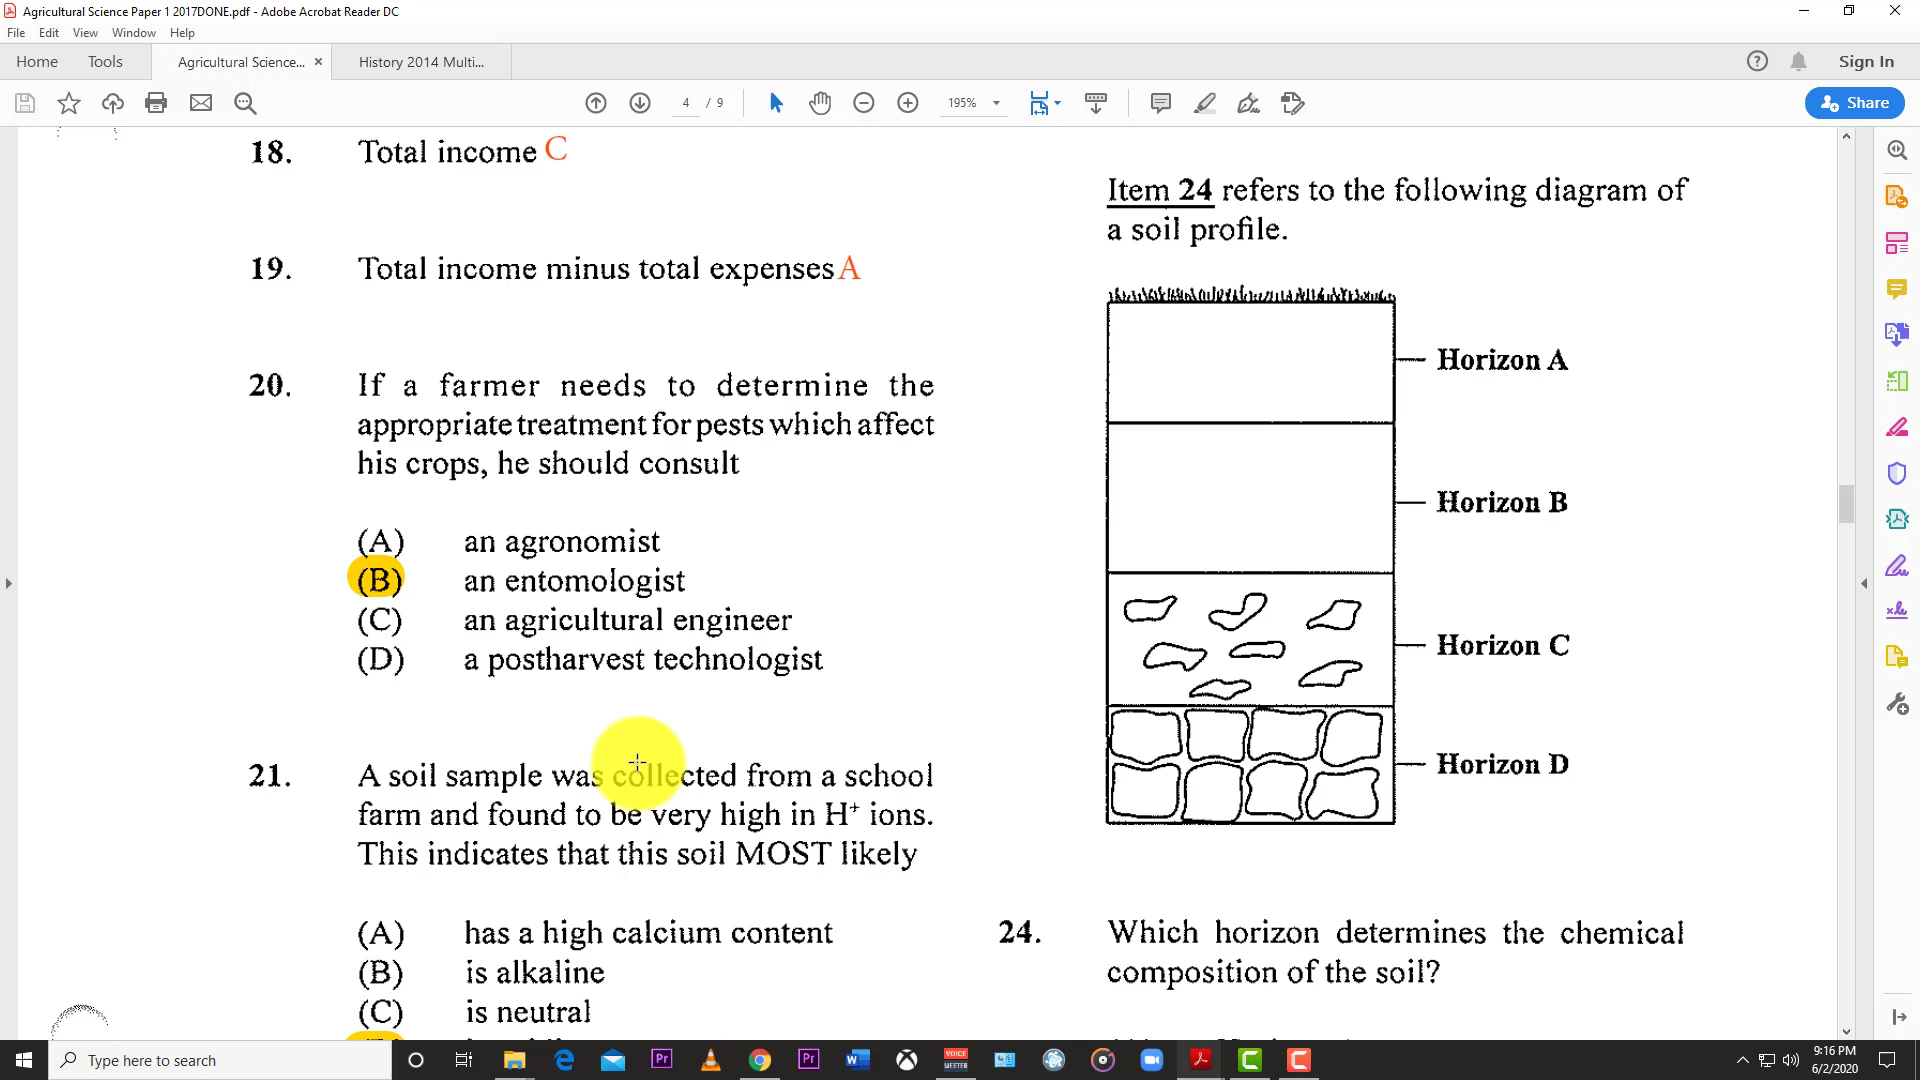 Agricultural Science Paper 1 2017DONE.pdf - Adobe Acrobat Reader DC
File Edit View Window Help
Home Tools Agricultural Science... × History 2014 Multi... Sign In
4 / 9 195% Share
18. Total income C
19. Total income minus total expenses A
20. If a farmer needs to determine the
appropriate treatment for pests which affect
his crops, he should consult
(A) an agronomist
(B) an entomologist
(C) an agricultural engineer
(D) a postharvest technologist
21. A soil sample was collected from a school
farm and found to be very high in H⁺ ions.
This indicates that this soil MOST likely
(A) has a high calcium content
(B) is alkaline
(C) is neutral
Item 24 refers to the following diagram of
a soil profile.
Horizon A
Horizon B
Horizon C
Horizon D
24. Which horizon determines the chemical
composition of the soil?
Type here to search
Pr
Pr
VOICE
MEETER
9:16 PM
6/2/2020